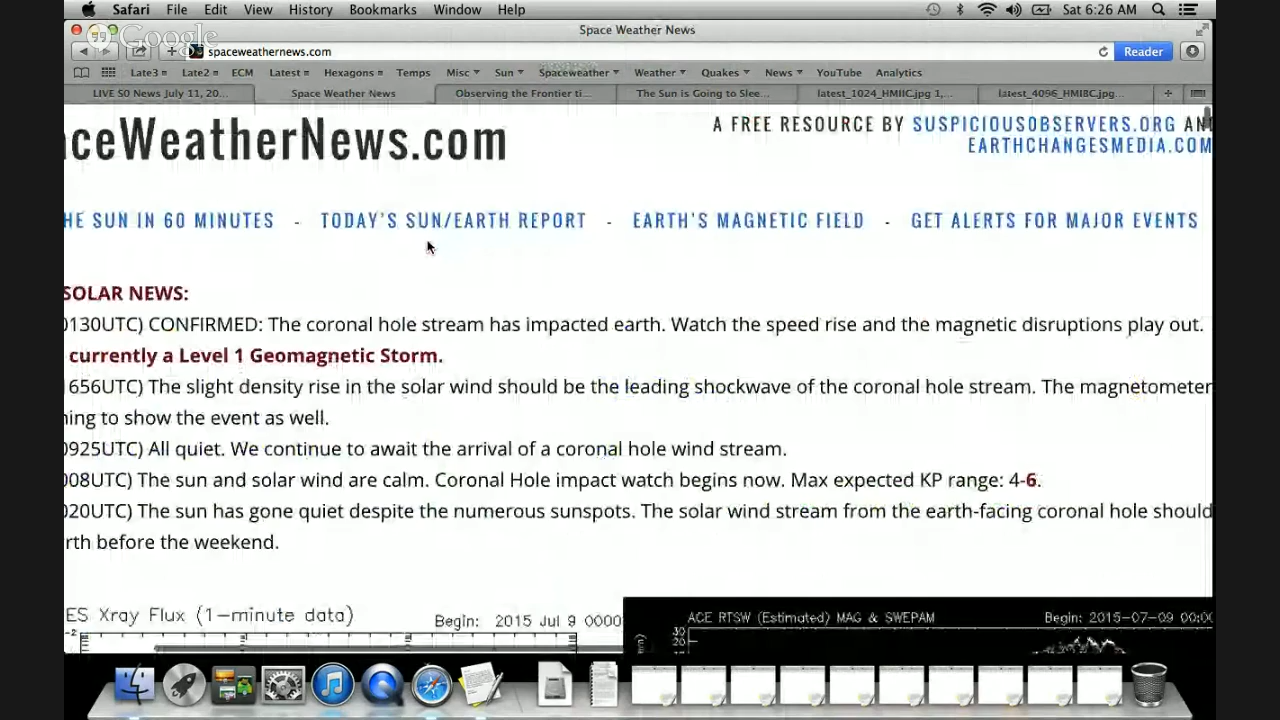 Safari File Edit View History Bookmarks Window Help Sat 6:26 AM
Google
Space Weather News
spaceweathernews.com Reader
Late3 Late2 ECM Latest Hexagons Temps Misc Sun Spaceweather Weather Quakes News YouTube Analytics
LIVE S0 News July 11, 20... Space Weather News Observing the Frontier ti... The Sun is Going to Slee... latest_1024_HMIIC.jpg 1,... latest_4096_HMIBC.jpg...
aceWeatherNews.com
A FREE RESOURCE BY SUSPICIOUSOBSERVERS.ORG AND
EARTHCHANGESMEDIA.COM
HE SUN IN 60 MINUTES - TODAY'S SUN/EARTH REPORT - EARTH'S MAGNETIC FIELD - GET ALERTS FOR MAJOR EVENTS
SOLAR NEWS:
0130UTC) CONFIRMED: The coronal hole stream has impacted earth. Watch the speed rise and the magnetic disruptions play out.
currently a Level 1 Geomagnetic Storm.
1656UTC) The slight density rise in the solar wind should be the leading shockwave of the coronal hole stream. The magnetometer
ning to show the event as well.
0925UTC) All quiet. We continue to await the arrival of a coronal hole wind stream.
008UTC) The sun and solar wind are calm. Coronal Hole impact watch begins now. Max expected KP range: 4-6.
020UTC) The sun has gone quiet despite the numerous sunspots. The solar wind stream from the earth-facing coronal hole should
rth before the weekend.
ES Xray Flux (1-minute data) Begin: 2015 Jul 9 0000
ACE RTSW (Estimated) MAG & SWEPAM Begin: 2015-07-09 00:00
30
20